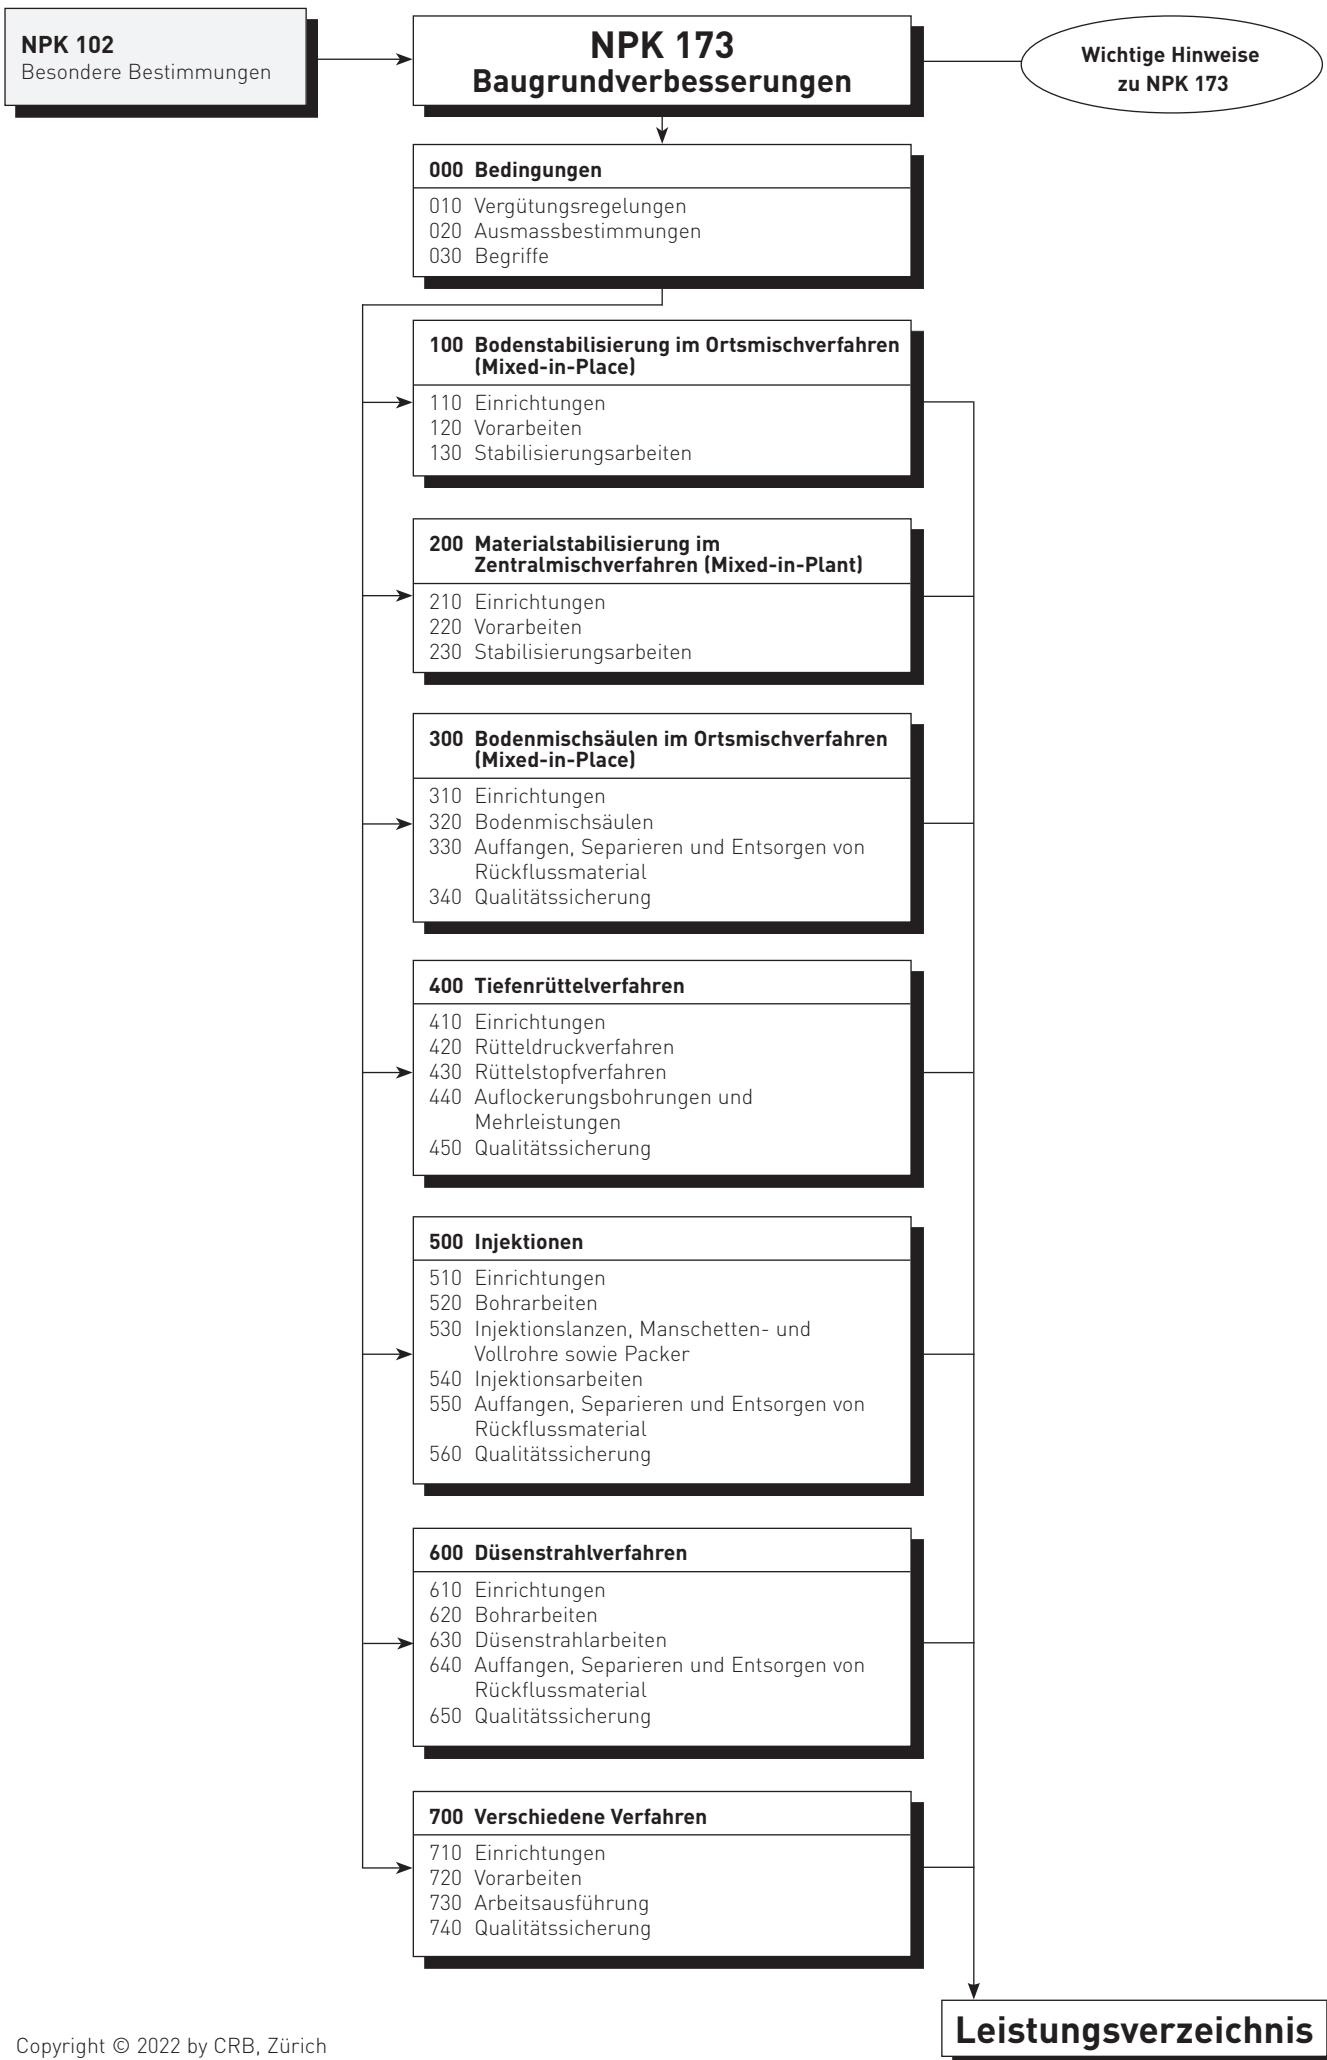 NPK 102
Besondere Bestimmungen
NPK 173
Baugrundverbesserungen
Wichtige Hinweise
zu NPK 173
000 Bedingungen
010 Vergütungsregelungen
020 Ausmassbestimmungen
030 Begriffe
100 Bodenstabilisierung im Ortsmischverfahren
(Mixed-in-Place)
110 Einrichtungen
120 Vorarbeiten
130 Stabilisierungsarbeiten
200 Materialstabilisierung im
Zentralmischverfahren (Mixed-in-Plant)
210 Einrichtungen
220 Vorarbeiten
230 Stabilisierungsarbeiten
300 Bodenmischsäulen im Ortsmischverfahren
(Mixed-in-Place)
310 Einrichtungen
320 Bodenmischsäulen
330 Auffangen, Separieren und Entsorgen von
Rückflussmaterial
340 Qualitätssicherung
400 Tiefenrüttelverfahren
410 Einrichtungen
420 Rütteldruckverfahren
430 Rüttelstopfverfahren
440 Auflockerungsbohrungen und
Mehrleistungen
450 Qualitätssicherung
500 Injektionen
510 Einrichtungen
520 Bohrarbeiten
530 Injektionslanzen, Manschetten- und
Vollrohre sowie Packer
540 Injektionsarbeiten
550 Auffangen, Separieren und Entsorgen von
Rückflussmaterial
560 Qualitätssicherung
600 Düsenstrahlverfahren
610 Einrichtungen
620 Bohrarbeiten
630 Düsenstrahlarbeiten
640 Auffangen, Separieren und Entsorgen von
Rückflussmaterial
650 Qualitätssicherung
700 Verschiedene Verfahren
710 Einrichtungen
720 Vorarbeiten
730 Arbeitsausführung
740 Qualitätssicherung
Leistungsverzeichnis
Copyright © 2022 by CRB, Zürich